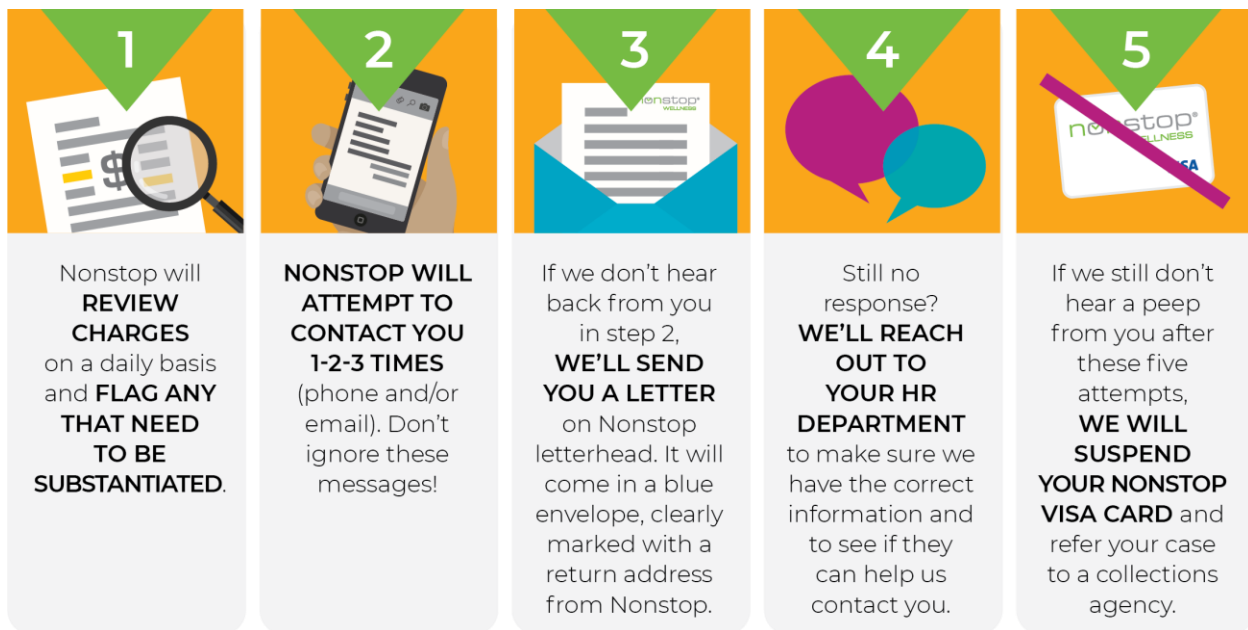 1
$
Nonstop will
REVIEW
CHARGES
on a daily basis
and FLAG ANY
THAT NEED
TO BE
SUBSTANTIATED.
2
NONSTOP WILL
ATTEMPT TO
CONTACT YOU
1-2-3 TIMES
(phone and/or
email). Don’t
ignore these
messages!
3
nonstop®
WELLNESS
If we don’t hear
back from you
in step 2,
WE’LL SEND
YOU A LETTER
on Nonstop
letterhead. It will
come in a blue
envelope, clearly
marked with a
return address
from Nonstop.
4
Still no
response?
WE’LL REACH
OUT TO
YOUR HR
DEPARTMENT
to make sure we
have the correct
information and
to see if they
can help us
contact you.
5
nonstop®
WELLNESS
VISA
If we still don’t
hear a peep
from you after
these five
attempts,
WE WILL
SUSPEND
YOUR NONSTOP
VISA CARD and
refer your case
to a collections
agency.